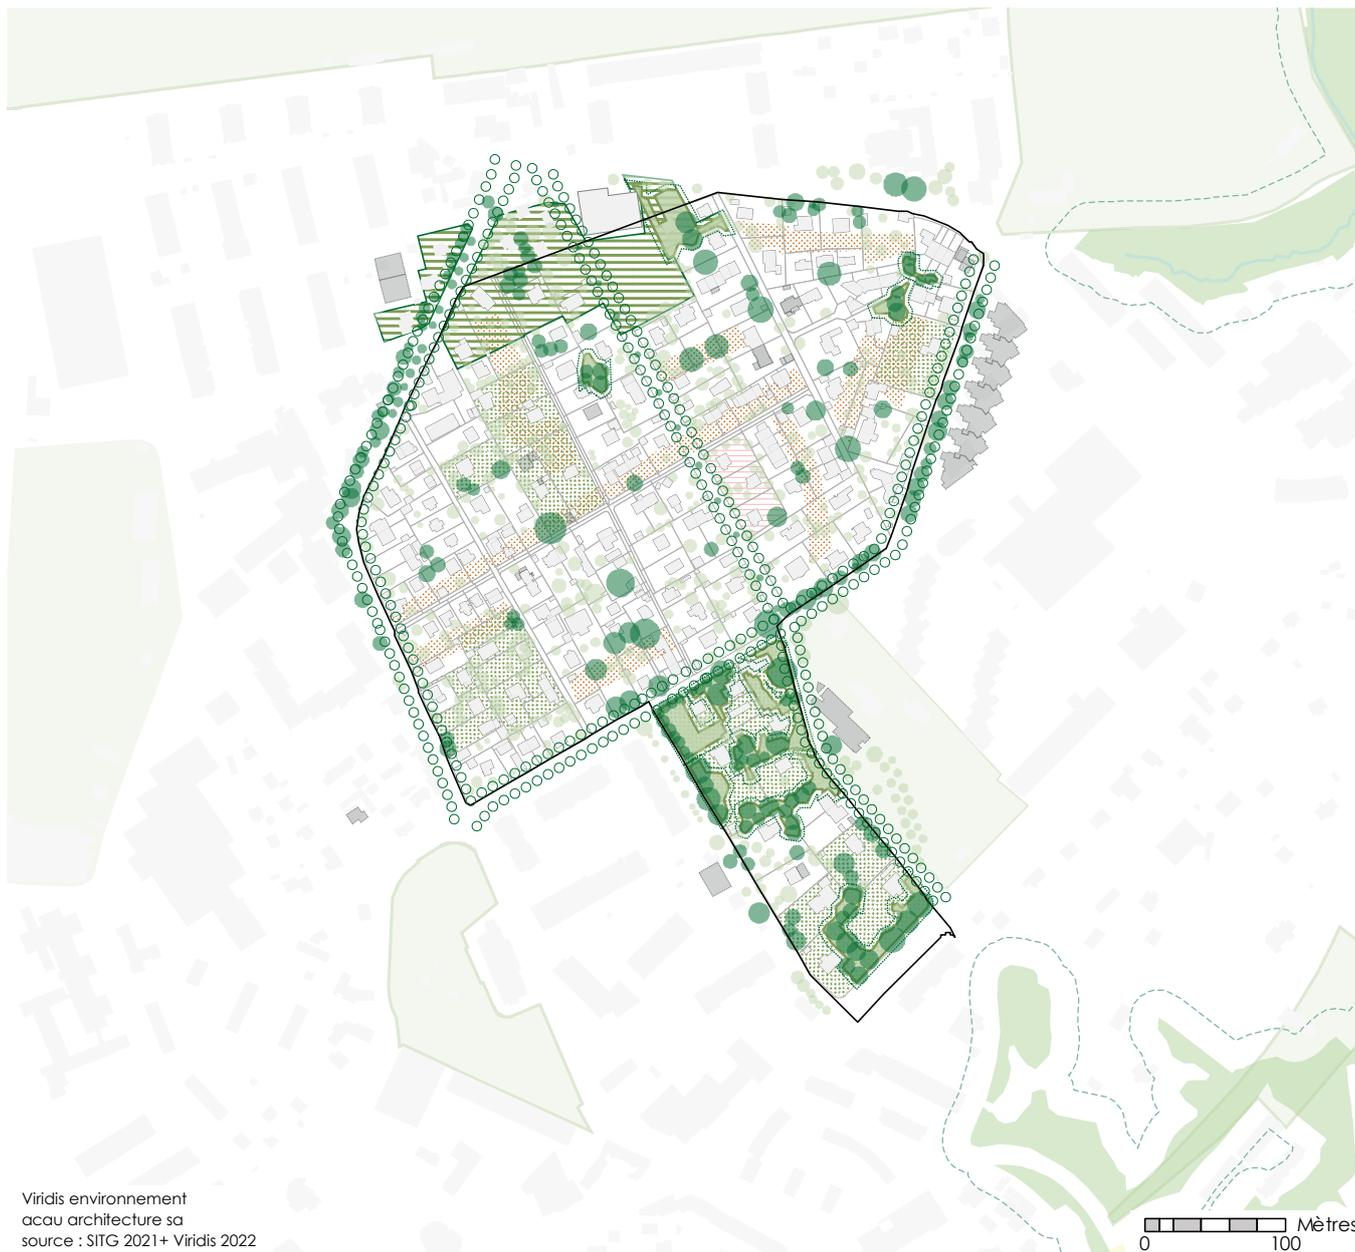 Viridis environnement
acau architecture sa
source : SITG 2021+ Viridis 2022
Mètres
0 100